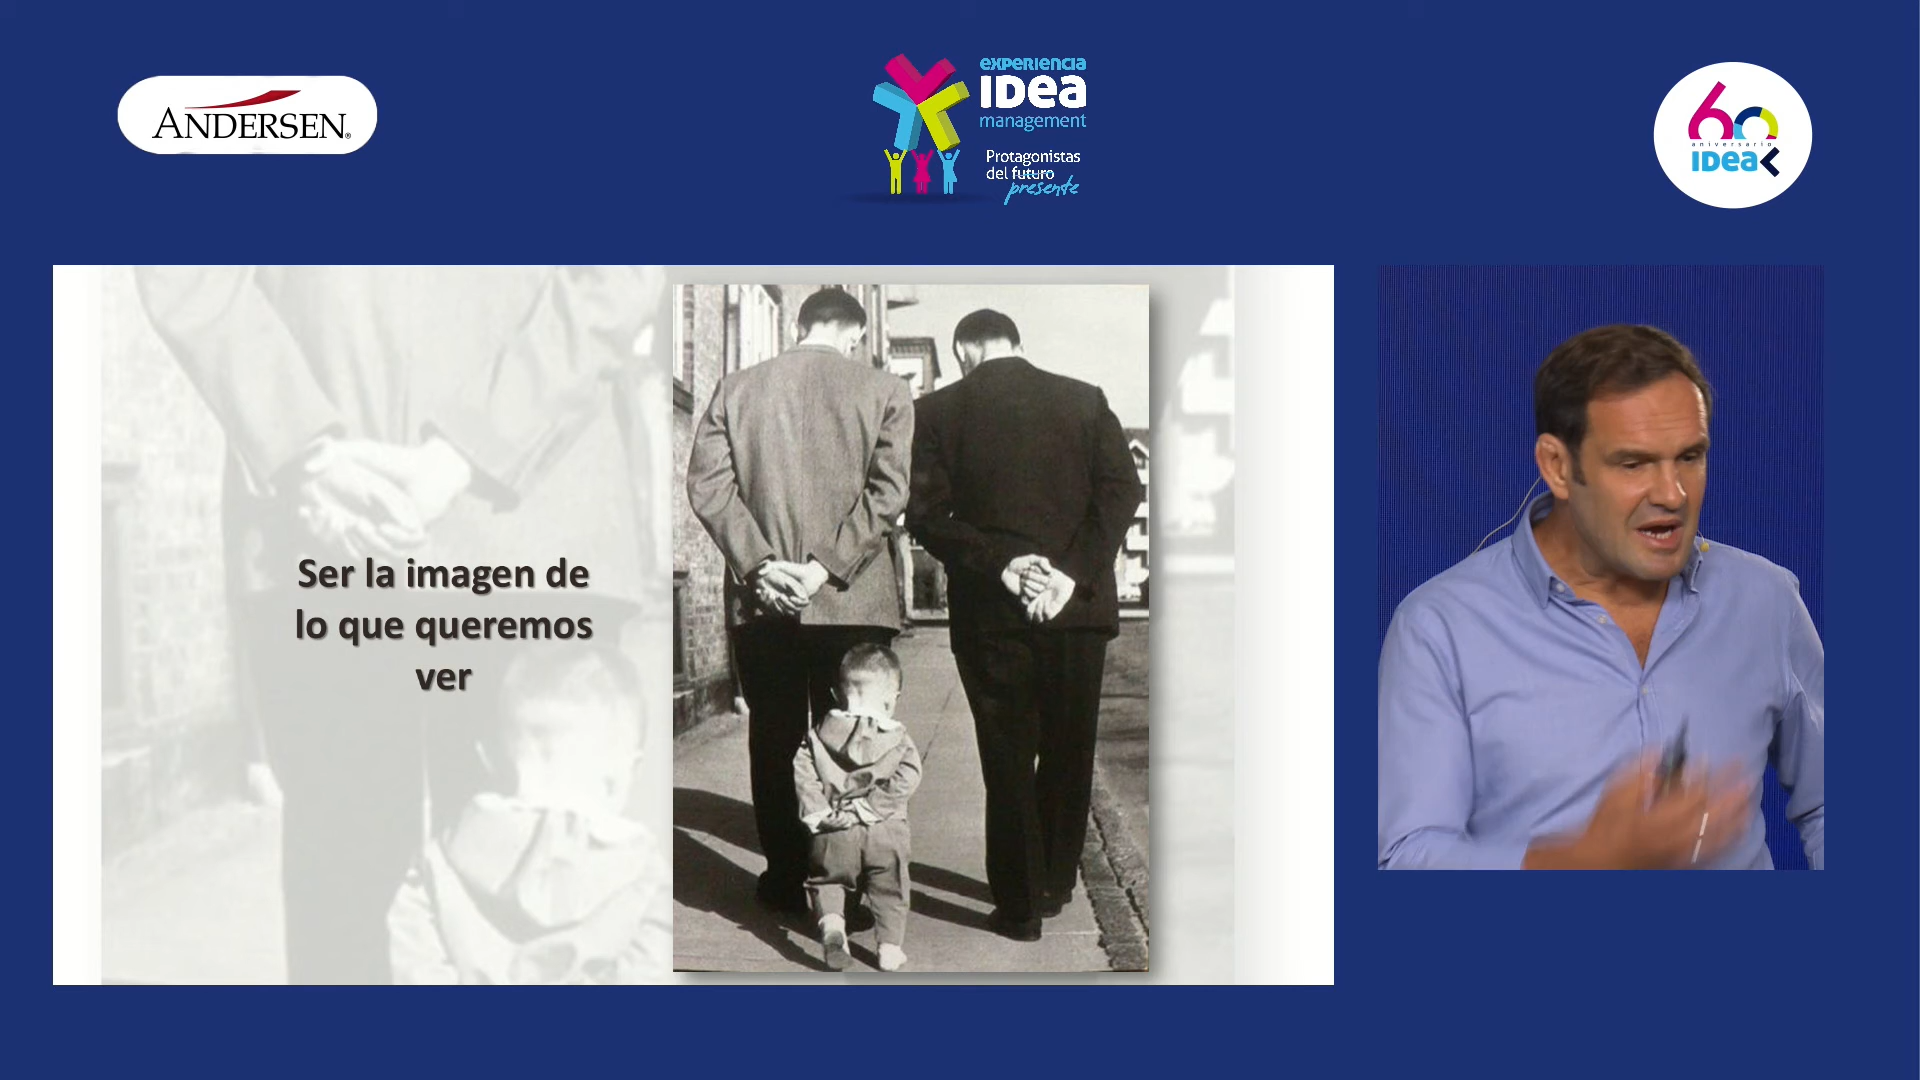 ANDERSEN®
experiencia
IDea
management
Protagonistas
del futuro
presente
60
aniversario
IDea
Ser la imagen de
lo que queremos
ver